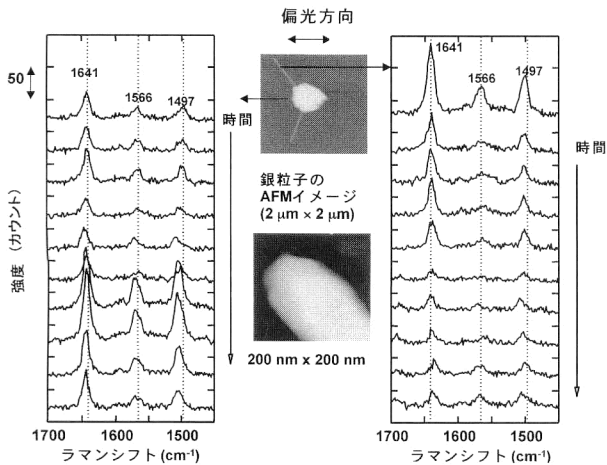 偏光方向
50
1641
1566
1497
時間
強度 (カウント)
1700
1600
1500
ラマンシフト (cm⁻¹)
銀粒子の
AFMイメージ
(2 μm × 2 μm)
200 nm x 200 nm
1641
1566
1497
時間
1700
1600
1500
ラマンシフト (cm⁻¹)